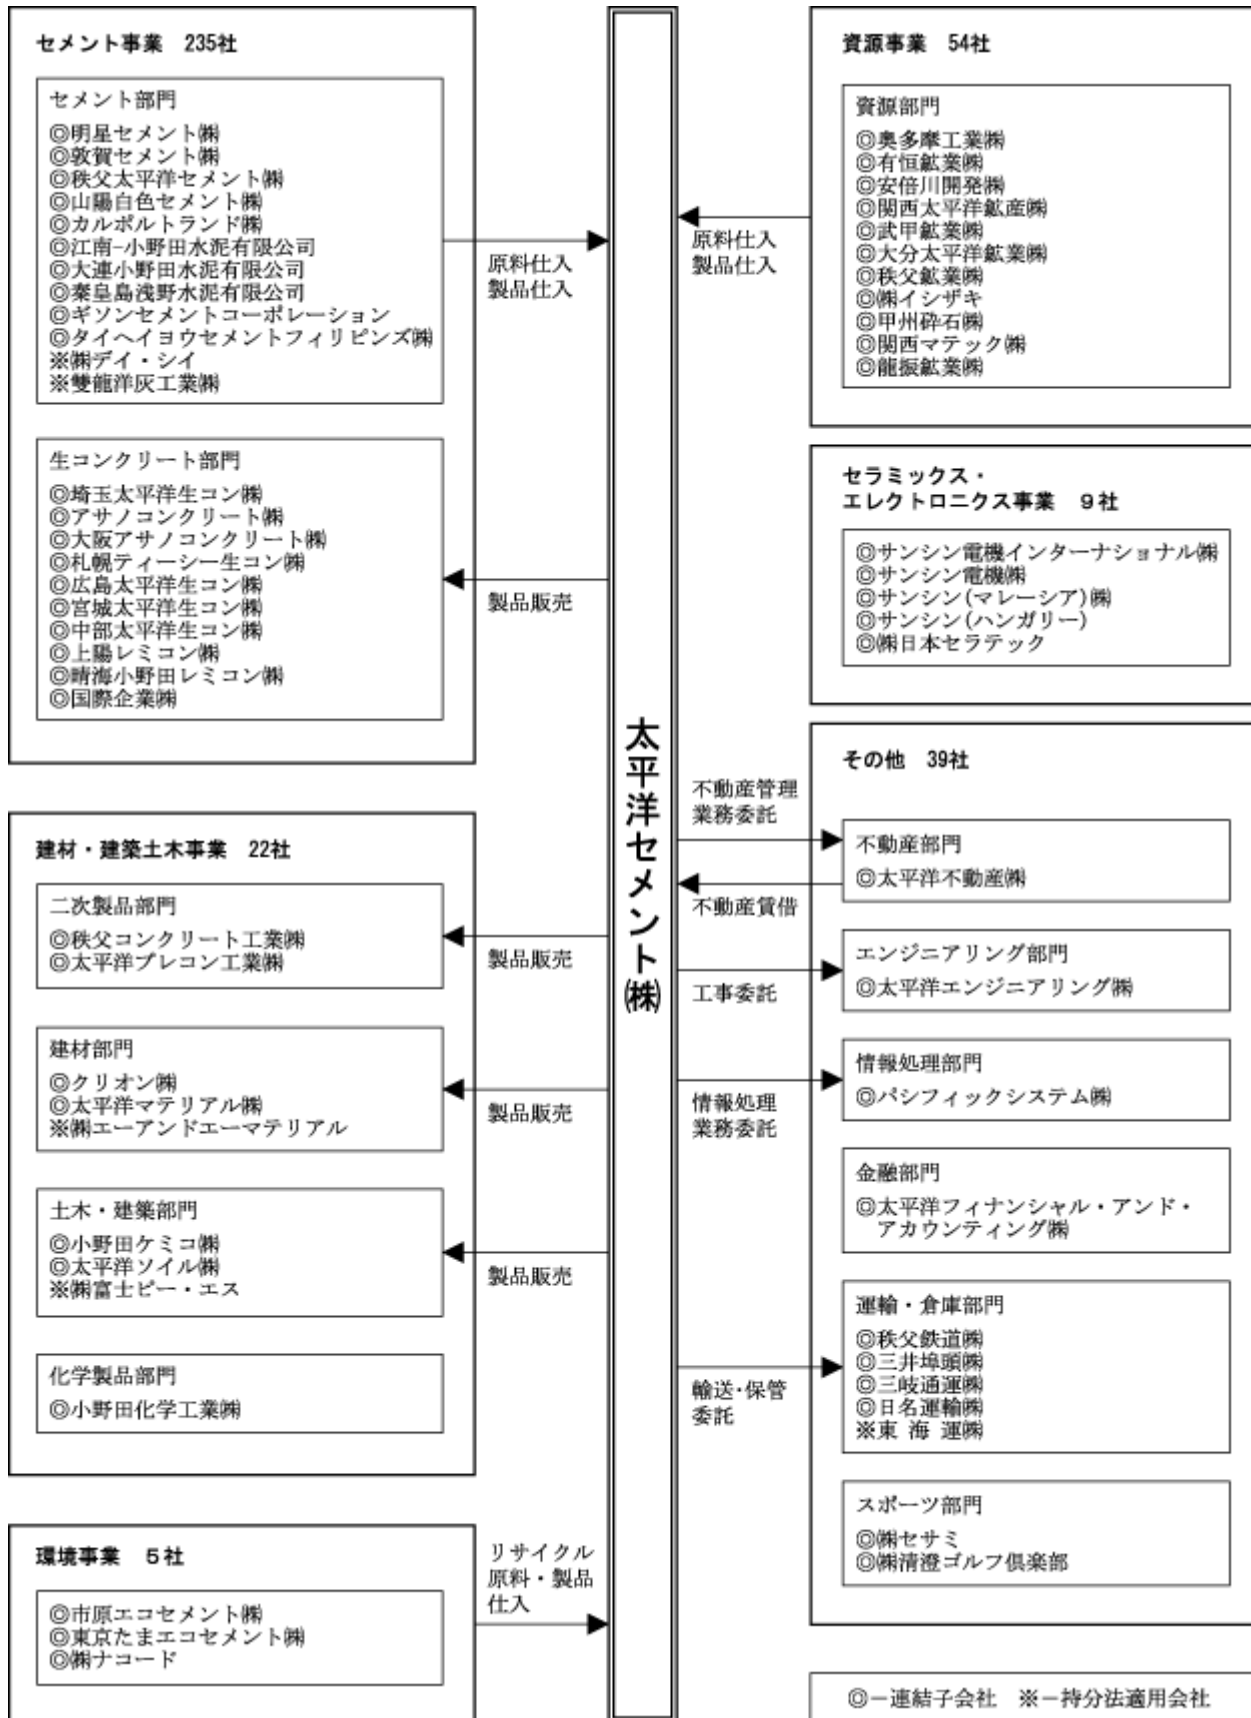 セメント事業　235社
セメント部門
◎明星セメント㈱
◎敦賀セメント㈱
◎秩父太平洋セメント㈱
◎山陽白色セメント㈱
◎カルポルトランド㈱
◎江南-小野田水泥有限公司
◎大連小野田水泥有限公司
◎秦皇島浅野水泥有限公司
◎ギソンセメントコーポレーション
◎タイヘイヨウセメントフィリピンズ㈱
※㈱デイ・シイ
※雙龍洋灰工業㈱
原料仕入
製品仕入
生コンクリート部門
◎埼玉太平洋生コン㈱
◎アサノコンクリート㈱
◎大阪アサノコンクリート㈱
◎札幌ティーシー生コン㈱
◎広島太平洋生コン㈱
◎宮城太平洋生コン㈱
◎中部太平洋生コン㈱
◎上陽レミコン㈱
◎晴海小野田レミコン㈱
◎国際企業㈱
製品販売
建材・建築土木事業　22社
二次製品部門
◎秩父コンクリート工業㈱
◎太平洋プレコン工業㈱
製品販売
建材部門
◎クリオン㈱
◎太平洋マテリアル㈱
※㈱エーアンドエーマテリアル
製品販売
土木・建築部門
◎小野田ケミコ㈱
◎太平洋ソイル㈱
※㈱富士ピー・エス
製品販売
化学製品部門
◎小野田化学工業㈱
環境事業　5社
◎市原エコセメント㈱
◎東京たまエコセメント㈱
◎㈱ナコード
リサイクル
原料・製品
仕入
太平洋セメント㈱
資源事業　54社
資源部門
◎奥多摩工業㈱
◎有恒鉱業㈱
◎安倍川開発㈱
◎関西太平洋鉱産㈱
◎武甲鉱業㈱
◎大分太平洋鉱業㈱
◎秩父鉱業㈱
◎㈱イシザキ
◎甲州砕石㈱
◎関西マテック㈱
◎龍振鉱業㈱
原料仕入
製品仕入
セラミックス・
エレクトロニクス事業　9社
◎サンシン電機インターナショナル㈱
◎サンシン電機㈱
◎サンシン(マレーシア)㈱
◎サンシン(ハンガリー)
◎㈱日本セラテック
その他　39社
不動産管理
業務委託
不動産部門
◎太平洋不動産㈱
不動産賃借
エンジニアリング部門
◎太平洋エンジニアリング㈱
工事委託
情報処理部門
◎パシフィックシステム㈱
情報処理
業務委託
金融部門
◎太平洋フィナンシャル・アンド・
アカウンティング㈱
運輸・倉庫部門
◎秩父鉄道㈱
◎三井埠頭㈱
◎三岐通運㈱
◎日名運輸㈱
※東 海 運㈱
輸送・保管
委託
スポーツ部門
◎㈱セサミ
◎㈱清澄ゴルフ倶楽部
◎－連結子会社　※－持分法適用会社